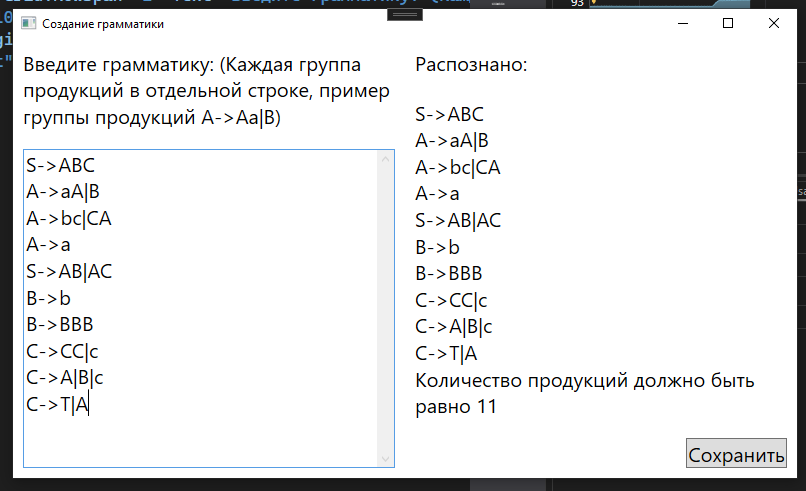 93
Создание грамматики
Введите грамматику: (Каждая группа
продукций в отдельной строке, пример
группы продукций A->Aa|B)
S->ABC
A->aA|B
A->bc|CA
A->a
S->AB|AC
B->b
B->BBB
C->CC|c
C->A|B|c
C->T|A
Распознано:
S->ABC
A->aA|B
A->bc|CA
A->a
S->AB|AC
B->b
B->BBB
C->CC|c
C->A|B|c
C->T|A
Количество продукций должно быть
равно 11
Сохранить